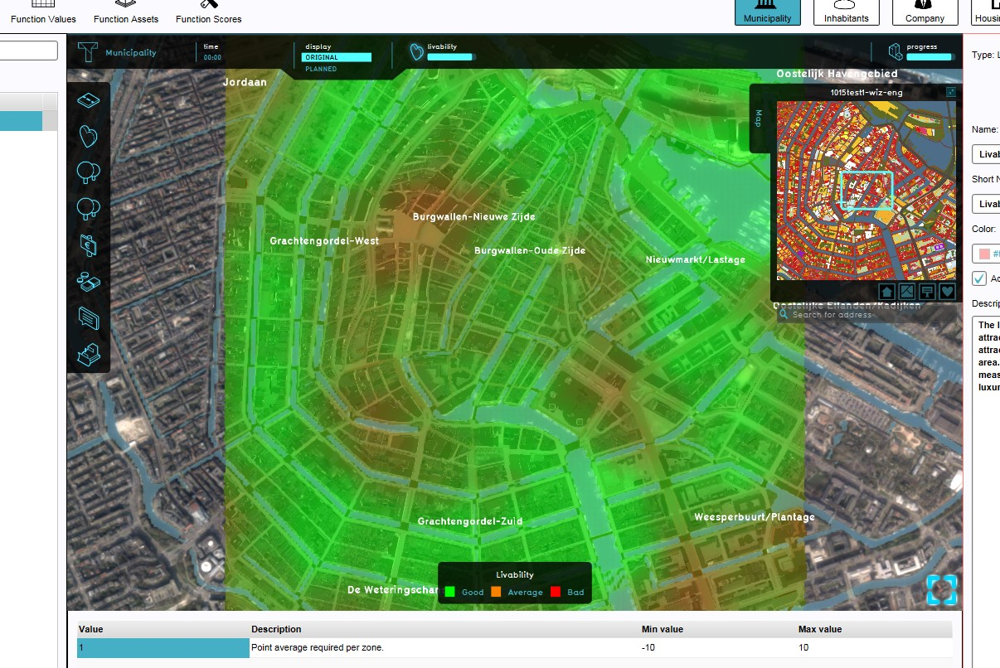 Function Values
Function Assets
Function Scores
Municipality
Inhabitants
Company
Housin
Municipality
time
00:00
display
ORIGINAL
PLANNED
livability
progress
Type: L
Jordaan
Oostelijk Havengebied
1015test1-wiz-eng
Map
Name:
Livab
Short N
Livab
Color:
Ac
Descrip
The l
attrac
attrac
area.
meas
luxur
Burgwallen-Nieuwe Zijde
Grachtengordel-West
Burgwallen-Oude Zijde
Nieuwmarkt/Lastage
Oostelijke Eilanden/Kadijken
Search for address
Grachtengordel-Zuid
Weesperbuurt/Plantage
De Weteringschan
Livability
Good
Average
Bad
Value
Description
Min value
Max value
1
Point average required per zone.
-10
10